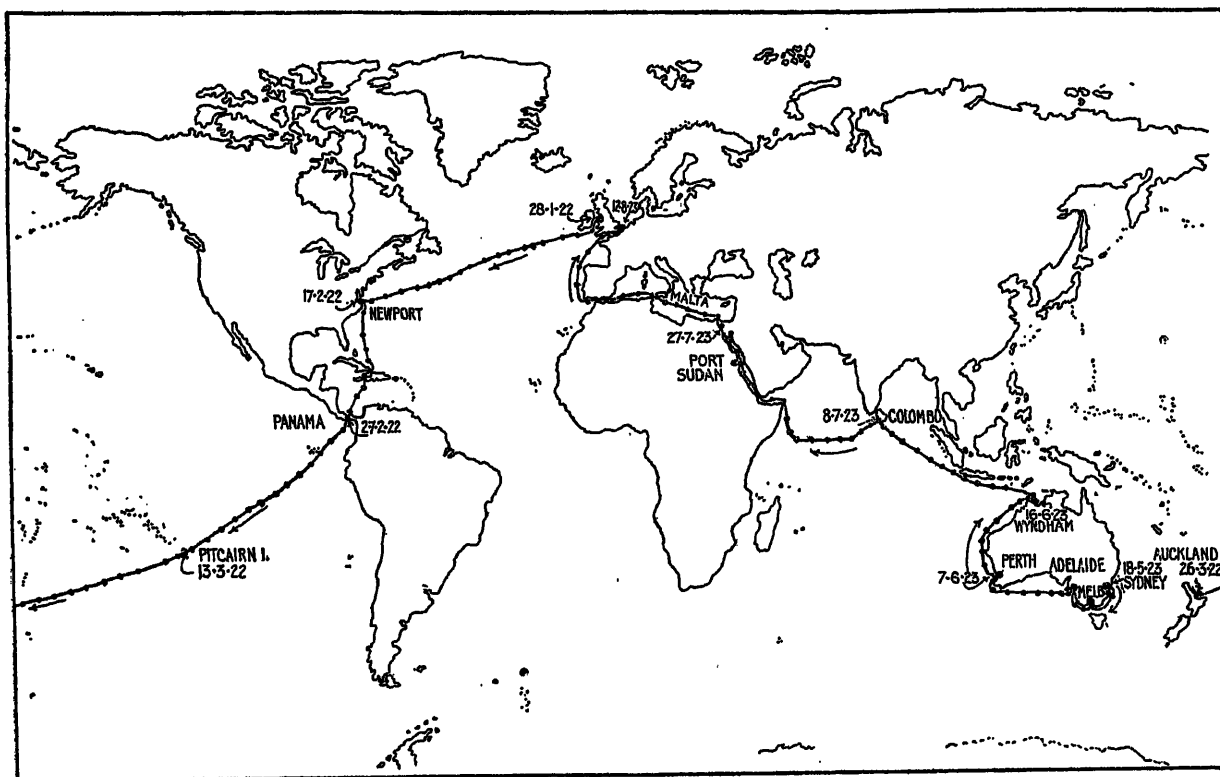 28·1·22
12·8·23
17·2·22
NEWPORT
MALTA
27·7·23
PORT
SUDAN
PANAMA
27·2·22
8·7·23
COLOMBO
16·6·23
WYNDHAM
PITCAIRN I.
13·3·22
PERTH
ADELAIDE
7·6·23
MELB
18·5·23
SYDNEY
AUCKLAND
26·3·22